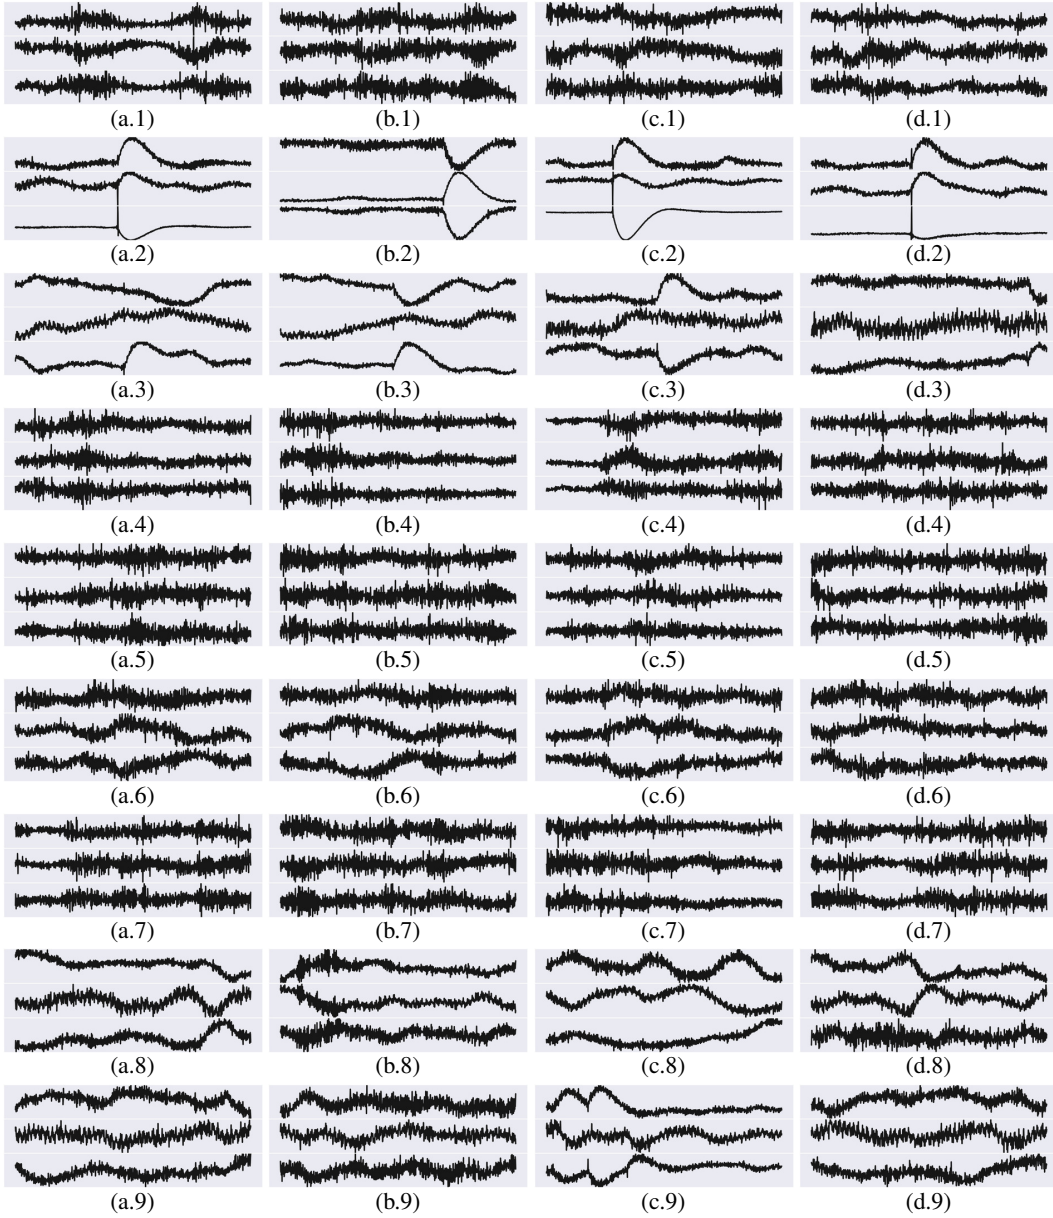 (a.1) (b.1) (c.1) (d.1)
(a.2) (b.2) (c.2) (d.2)
(a.3) (b.3) (c.3) (d.3)
(a.4) (b.4) (c.4) (d.4)
(a.5) (b.5) (c.5) (d.5)
(a.6) (b.6) (c.6) (d.6)
(a.7) (b.7) (c.7) (d.7)
(a.8) (b.8) (c.8) (d.8)
(a.9) (b.9) (c.9) (d.9)